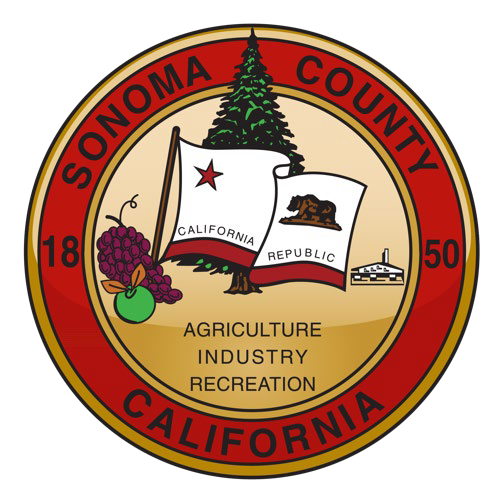 SONOMA COUNTY
18 50
CALIFORNIA
REPUBLIC
AGRICULTURE
INDUSTRY
RECREATION
CALIFORNIA